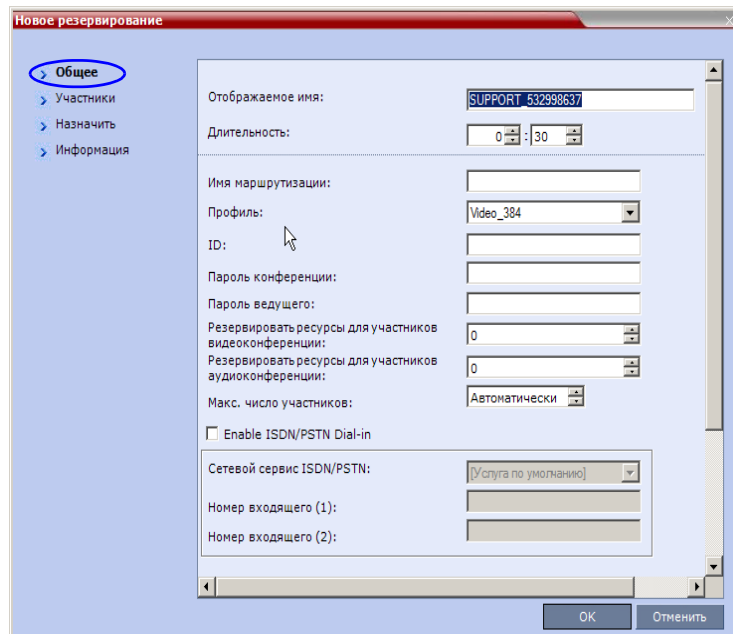 Новое резервирование
Общее
Участники
Назначить
Информация
Отображаемое имя: SUPPORT_532998637
Длительность: 0 : 30
Имя маршрутизации:
Профиль: Video_384
ID:
Пароль конференции:
Пароль ведущего:
Резервировать ресурсы для участников
видеоконференции: 0
Резервировать ресурсы для участников
аудиоконференции: 0
Макс. число участников: Автоматически
Enable ISDN/PSTN Dial-in
Сетевой сервис ISDN/PSTN: [Услуга по умолчанию]
Номер входящего (1):
Номер входящего (2):
OK Отменить